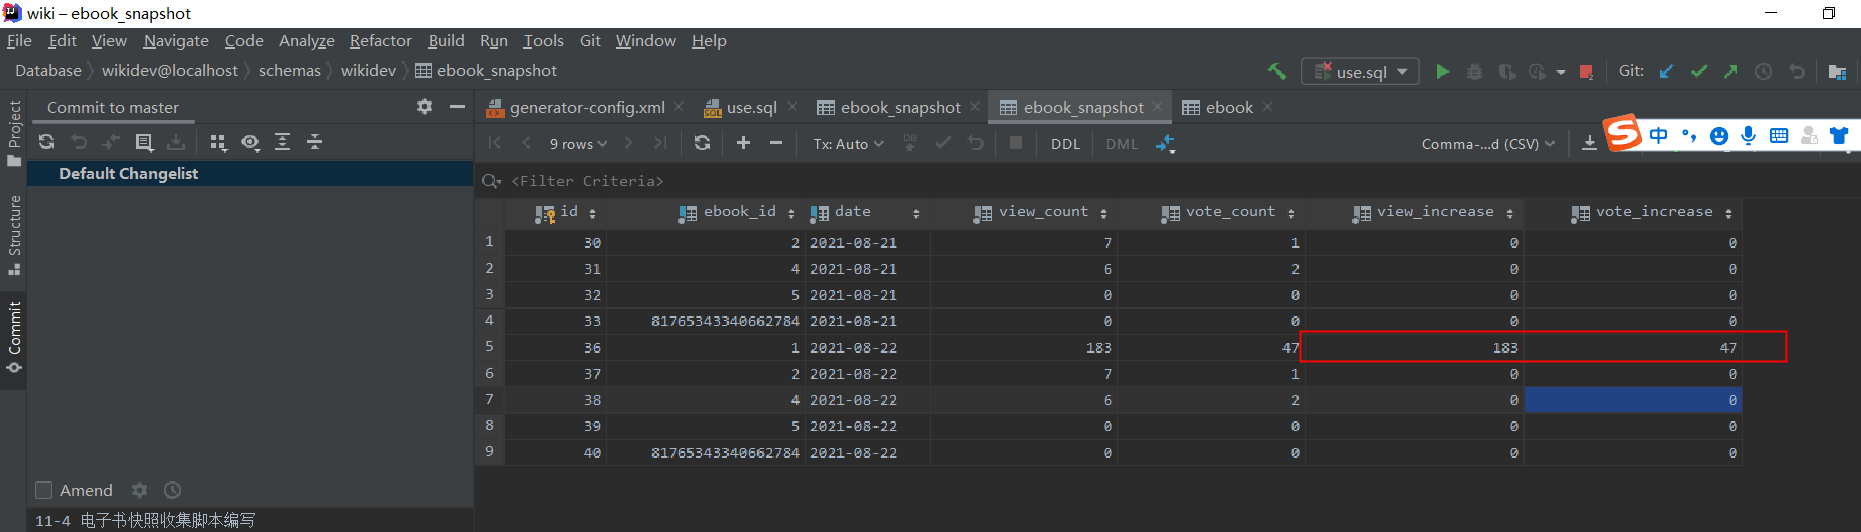 wiki – ebook_snapshot
File Edit View Navigate Code Analyze Refactor Build Run Tools Git Window Help
Database wikidev@localhost schemas wikidev ebook_snapshot use.sql Git:
Project
Structure
Commit
Commit to master
generator-config.xml use.sql ebook_snapshot ebook_snapshot ebook
9 rows Tx: Auto DB DDL DML Comma-...d (CSV) 中
Default Changelist
<Filter Criteria>
id ebook_id date view_count vote_count view_increase vote_increase
1 30 2 2021-08-21 7 1 0 0
2 31 4 2021-08-21 6 2 0 0
3 32 5 2021-08-21 0 0 0 0
4 33 81765343340662784 2021-08-21 0 0 0 0
5 36 1 2021-08-22 183 47 183 47
6 37 2 2021-08-22 7 1 0 0
7 38 4 2021-08-22 6 2 0 0
8 39 5 2021-08-22 0 0 0 0
9 40 81765343340662784 2021-08-22 0 0 0 0
Amend
11-4 电子书快照收集脚本编写